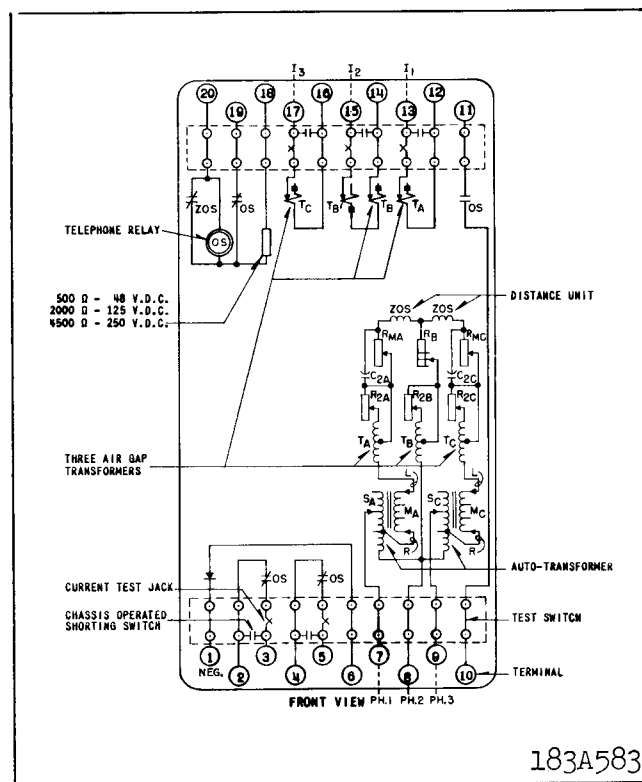 I3 I2 I1
20 18 17 16 15 14 13 12 11
19
ZOS OS TC TB TB TA OS
TELEPHONE RELAY
OS
500 Ω - 48 V.D.C.
2000 Ω - 125 V.D.C.
4500 Ω - 250 V.D.C.
ZOS ZOS
DISTANCE UNIT
RMA RB RMC
C2A C2C
R2A R2B R2C
THREE AIR GAP
TRANSFORMERS
TA TB TC
L L
SA MA SC MC
R R
AUTO-TRANSFORMER
OS OS
CURRENT TEST JACK
CHASSIS OPERATED
SHORTING SWITCH
TEST SWITCH
1 3 5 7 9
NEG. 2 4 6 8 10
TERMINAL
FRONT VIEW PH.1 PH.2 PH.3
183A583